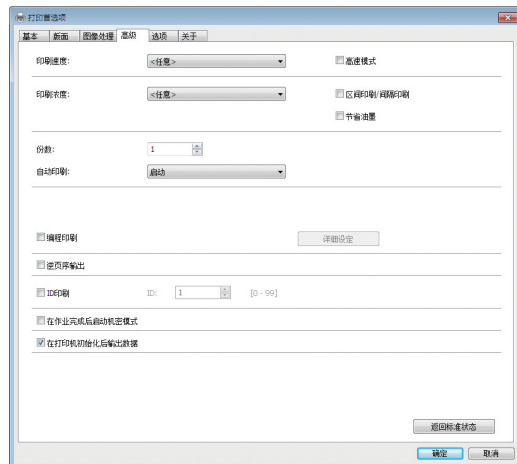 打印首选项
基本 版面 图像处理 高级 选项 关于
印刷速度: <任意> 高速模式
印刷浓度: <任意> 区间印刷/间隔印刷
节省油墨
份数: 1
自动印刷: 启动
编程印刷 详细设定
逆页序输出
ID印刷 ID: 1 [0 - 99]
在作业完成后启动机密模式
在打印机初始化后输出数据
返回标准状态
确定 取消